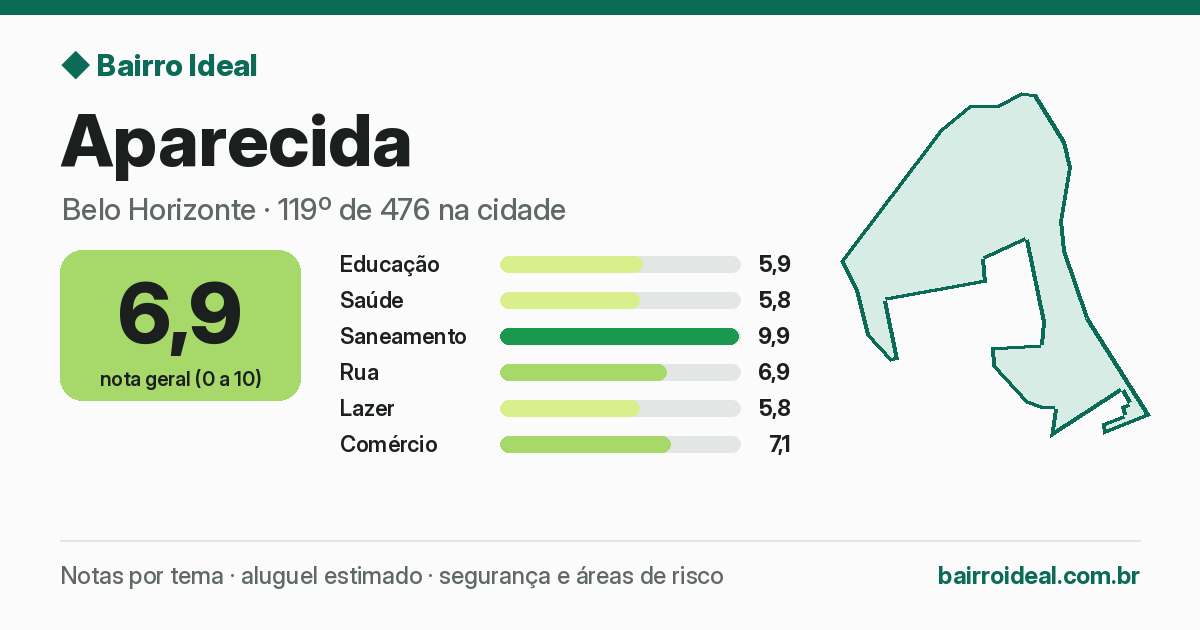 Bairro Ideal
Aparecida
Belo Horizonte · 119º de 476 na cidade
6,9
nota geral (0 a 10)
Educação 5,9
Saúde 5,8
Saneamento 9,9
Rua 6,9
Lazer 5,8
Comércio 7,1
Notas por tema · aluguel estimado · segurança e áreas de risco
bairroideal.com.br